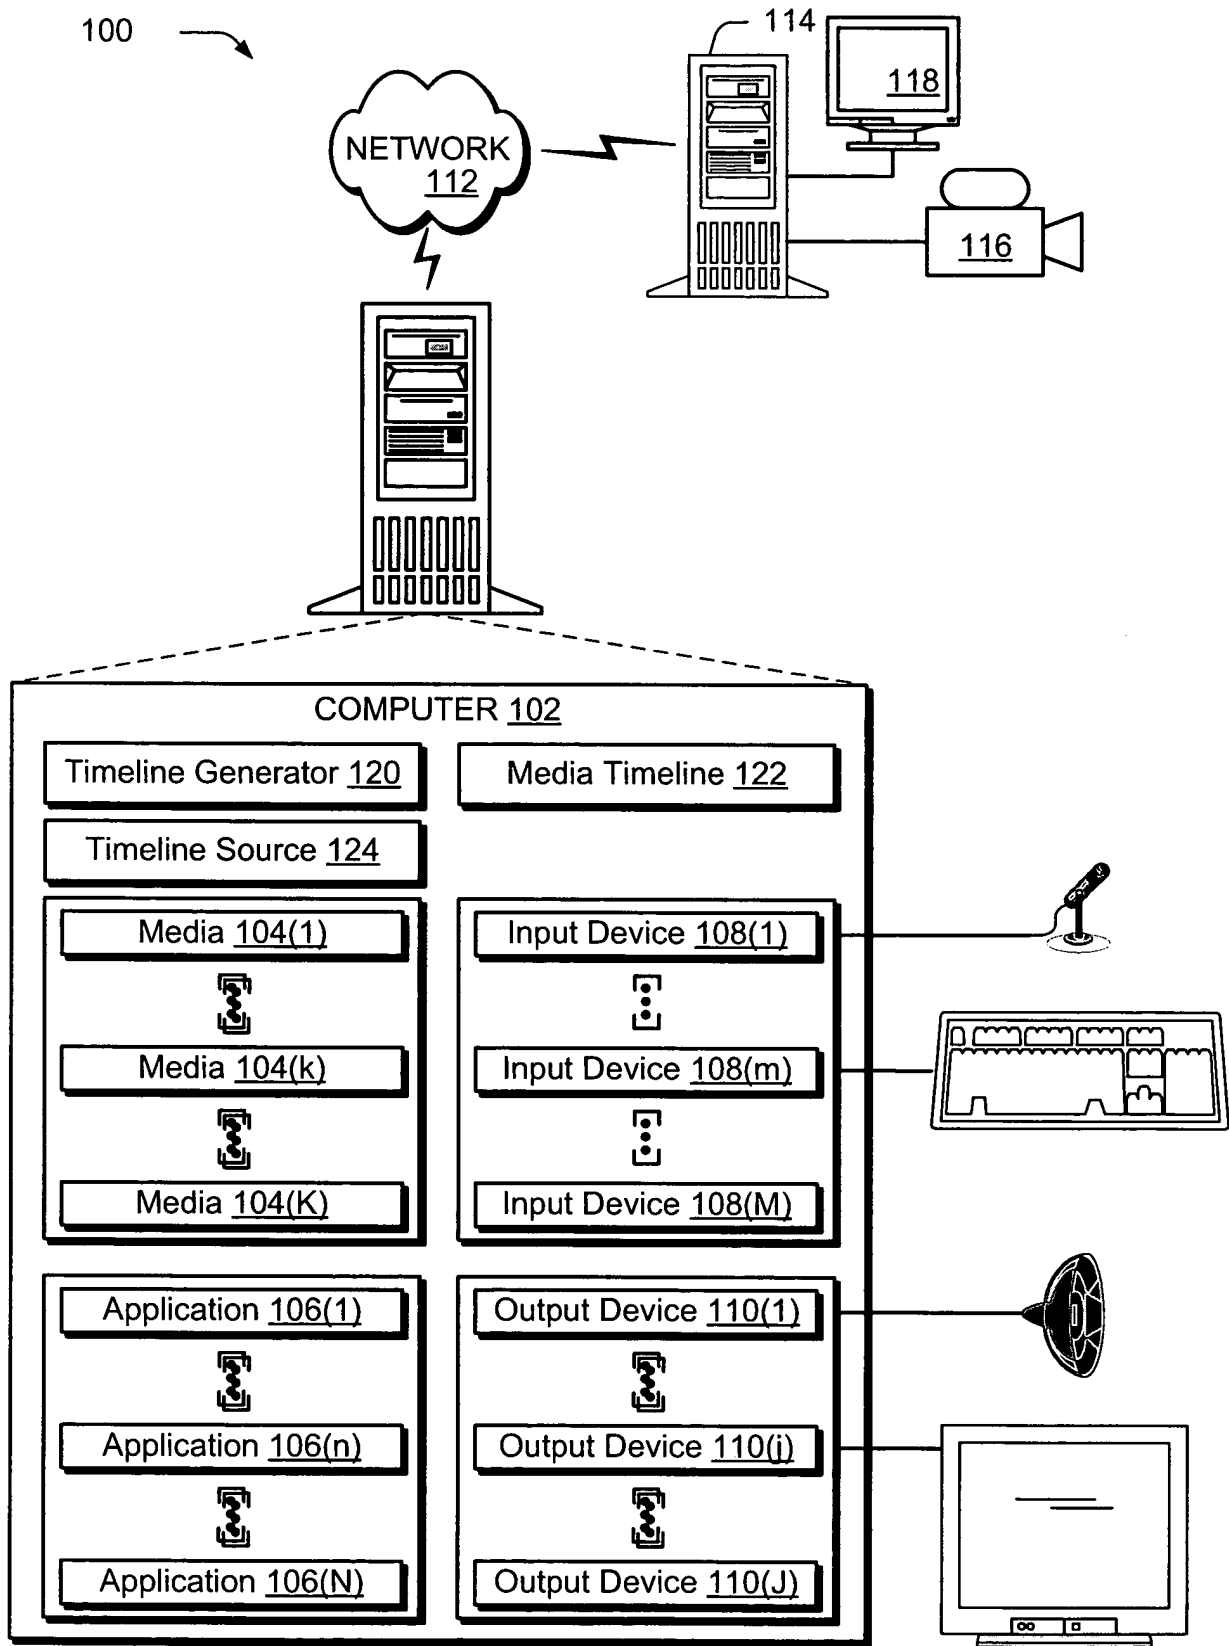 100
114
118
NETWORK
112
116
COMPUTER 102
Timeline Generator 120
Media Timeline 122
Timeline Source 124
Media 104(1)
Input Device 108(1)
Media 104(k)
Input Device 108(m)
Media 104(K)
Input Device 108(M)
Application 106(1)
Output Device 110(1)
Application 106(n)
Output Device 110(j)
Application 106(N)
Output Device 110(J)